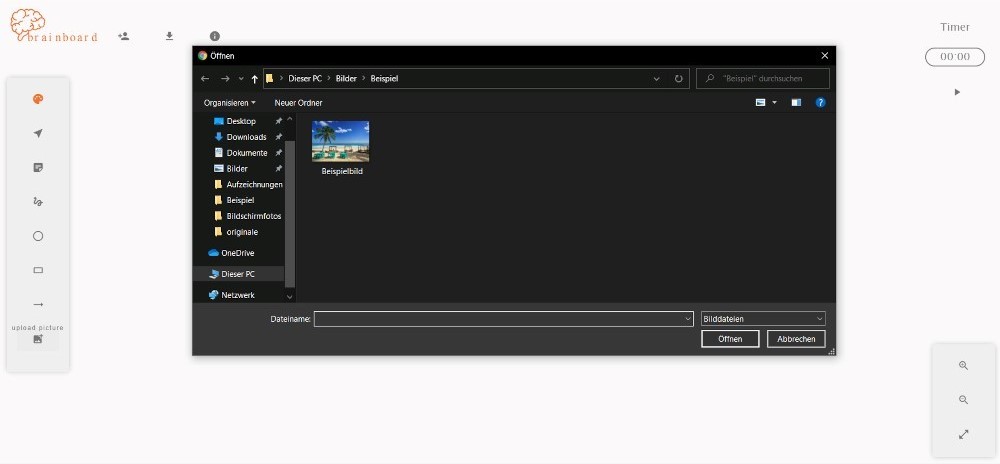 brainboard
Timer
00:00
Öffnen
Dieser PC > Bilder > Beispiel
"Beispiel" durchsuchen
Organisieren
Neuer Ordner
Desktop
Downloads
Dokumente
Bilder
Aufzeichnungen
Beispiel
Bildschirmfotos
originale
OneDrive
Dieser PC
Netzwerk
Beispielbild
upload picture
Dateiname:
Bilddateien
Öffnen
Abbrechen